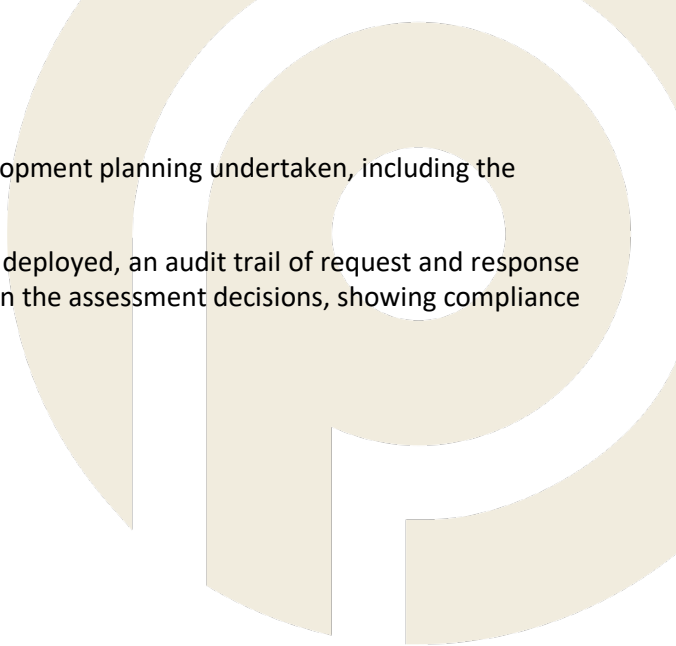 opment planning undertaken, including the
deployed, an audit trail of request and response
n the assessment decisions, showing compliance